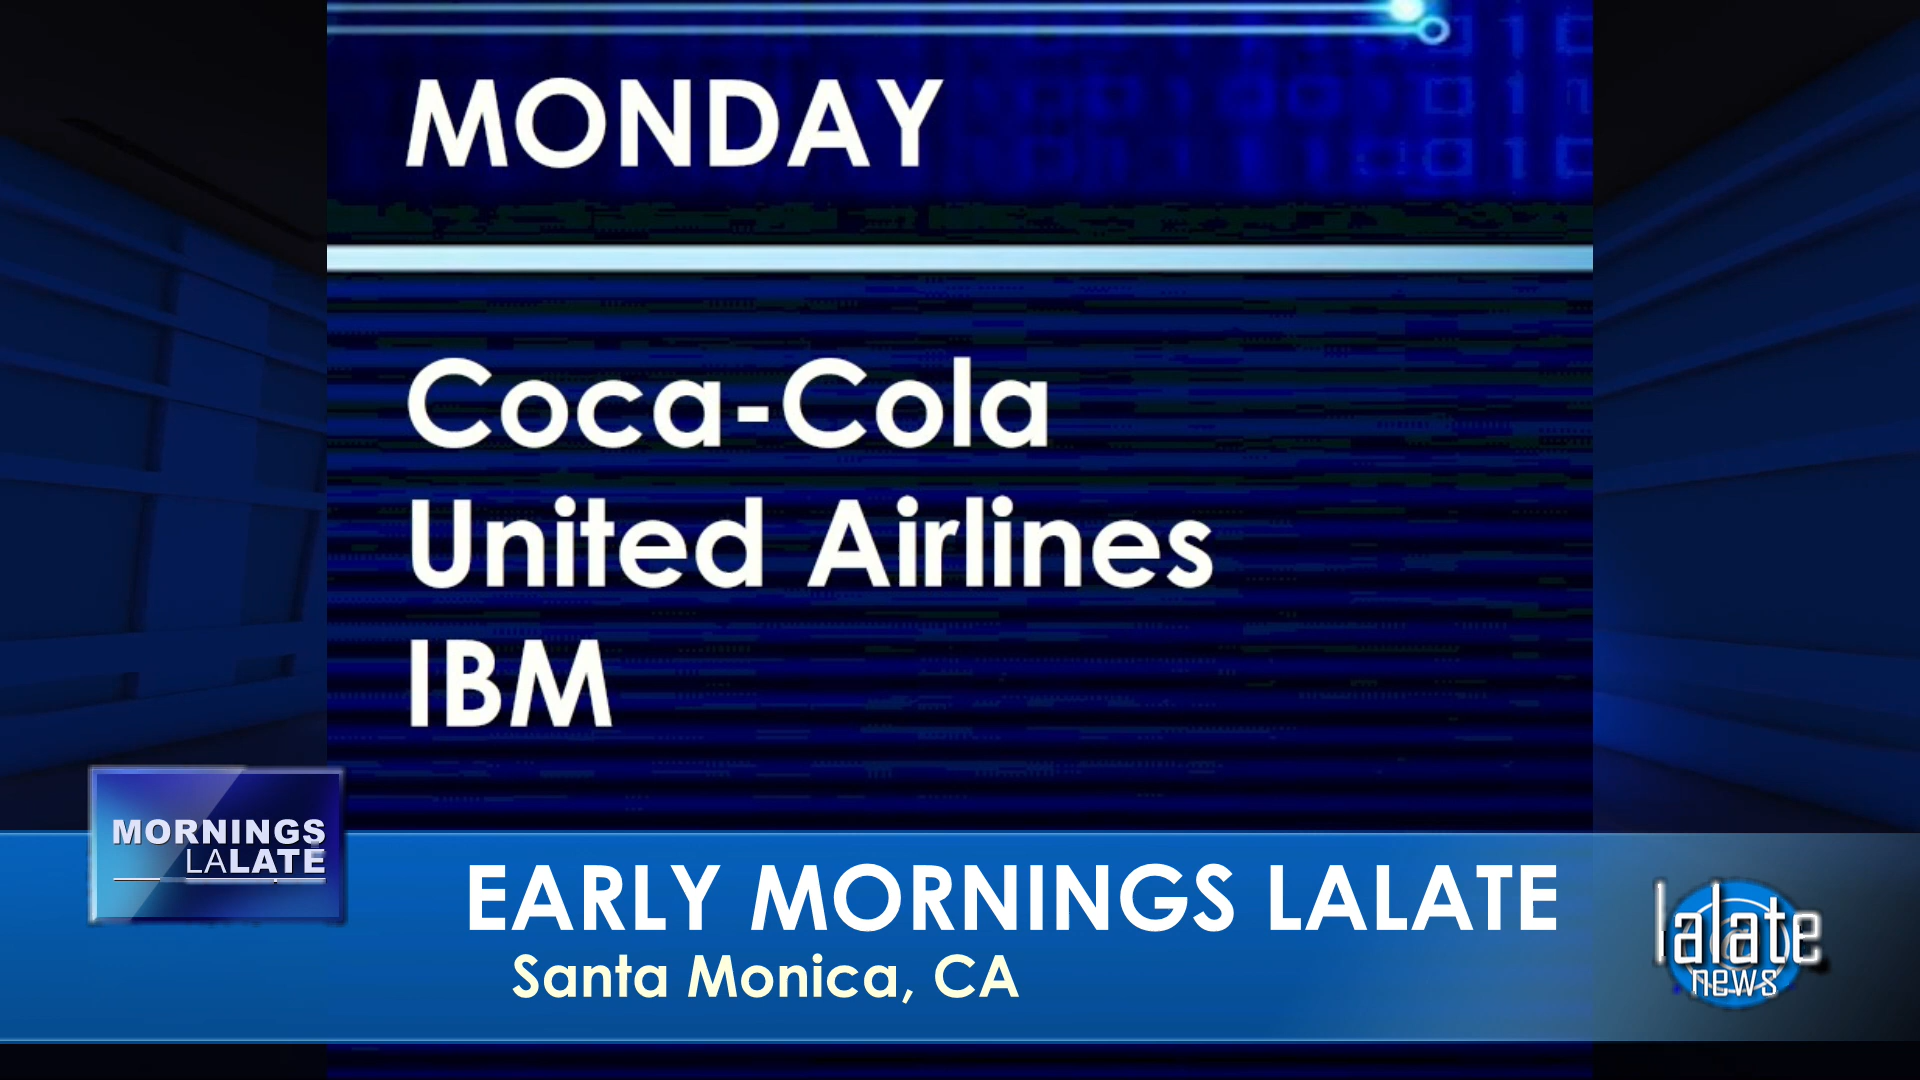 MONDAY
Coca-Cola
United Airlines
IBM
MORNINGS
LALATE
EARLY MORNINGS LALATE
Santa Monica, CA
lalate
news